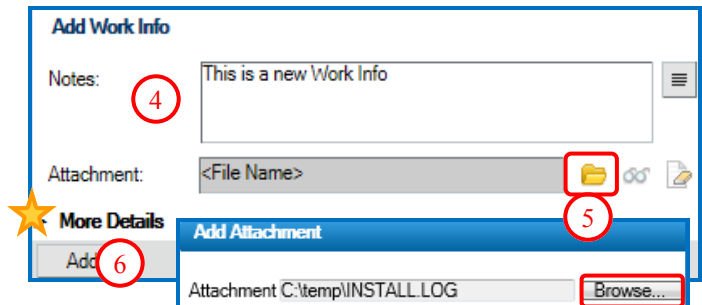 Add Work Info
Notes:
This is a new Work Info
4
Attachment:
<File Name>
5
More Details
Add
6
Add Attachment
Attachment C:\temp\INSTALL.LOG
Browse...